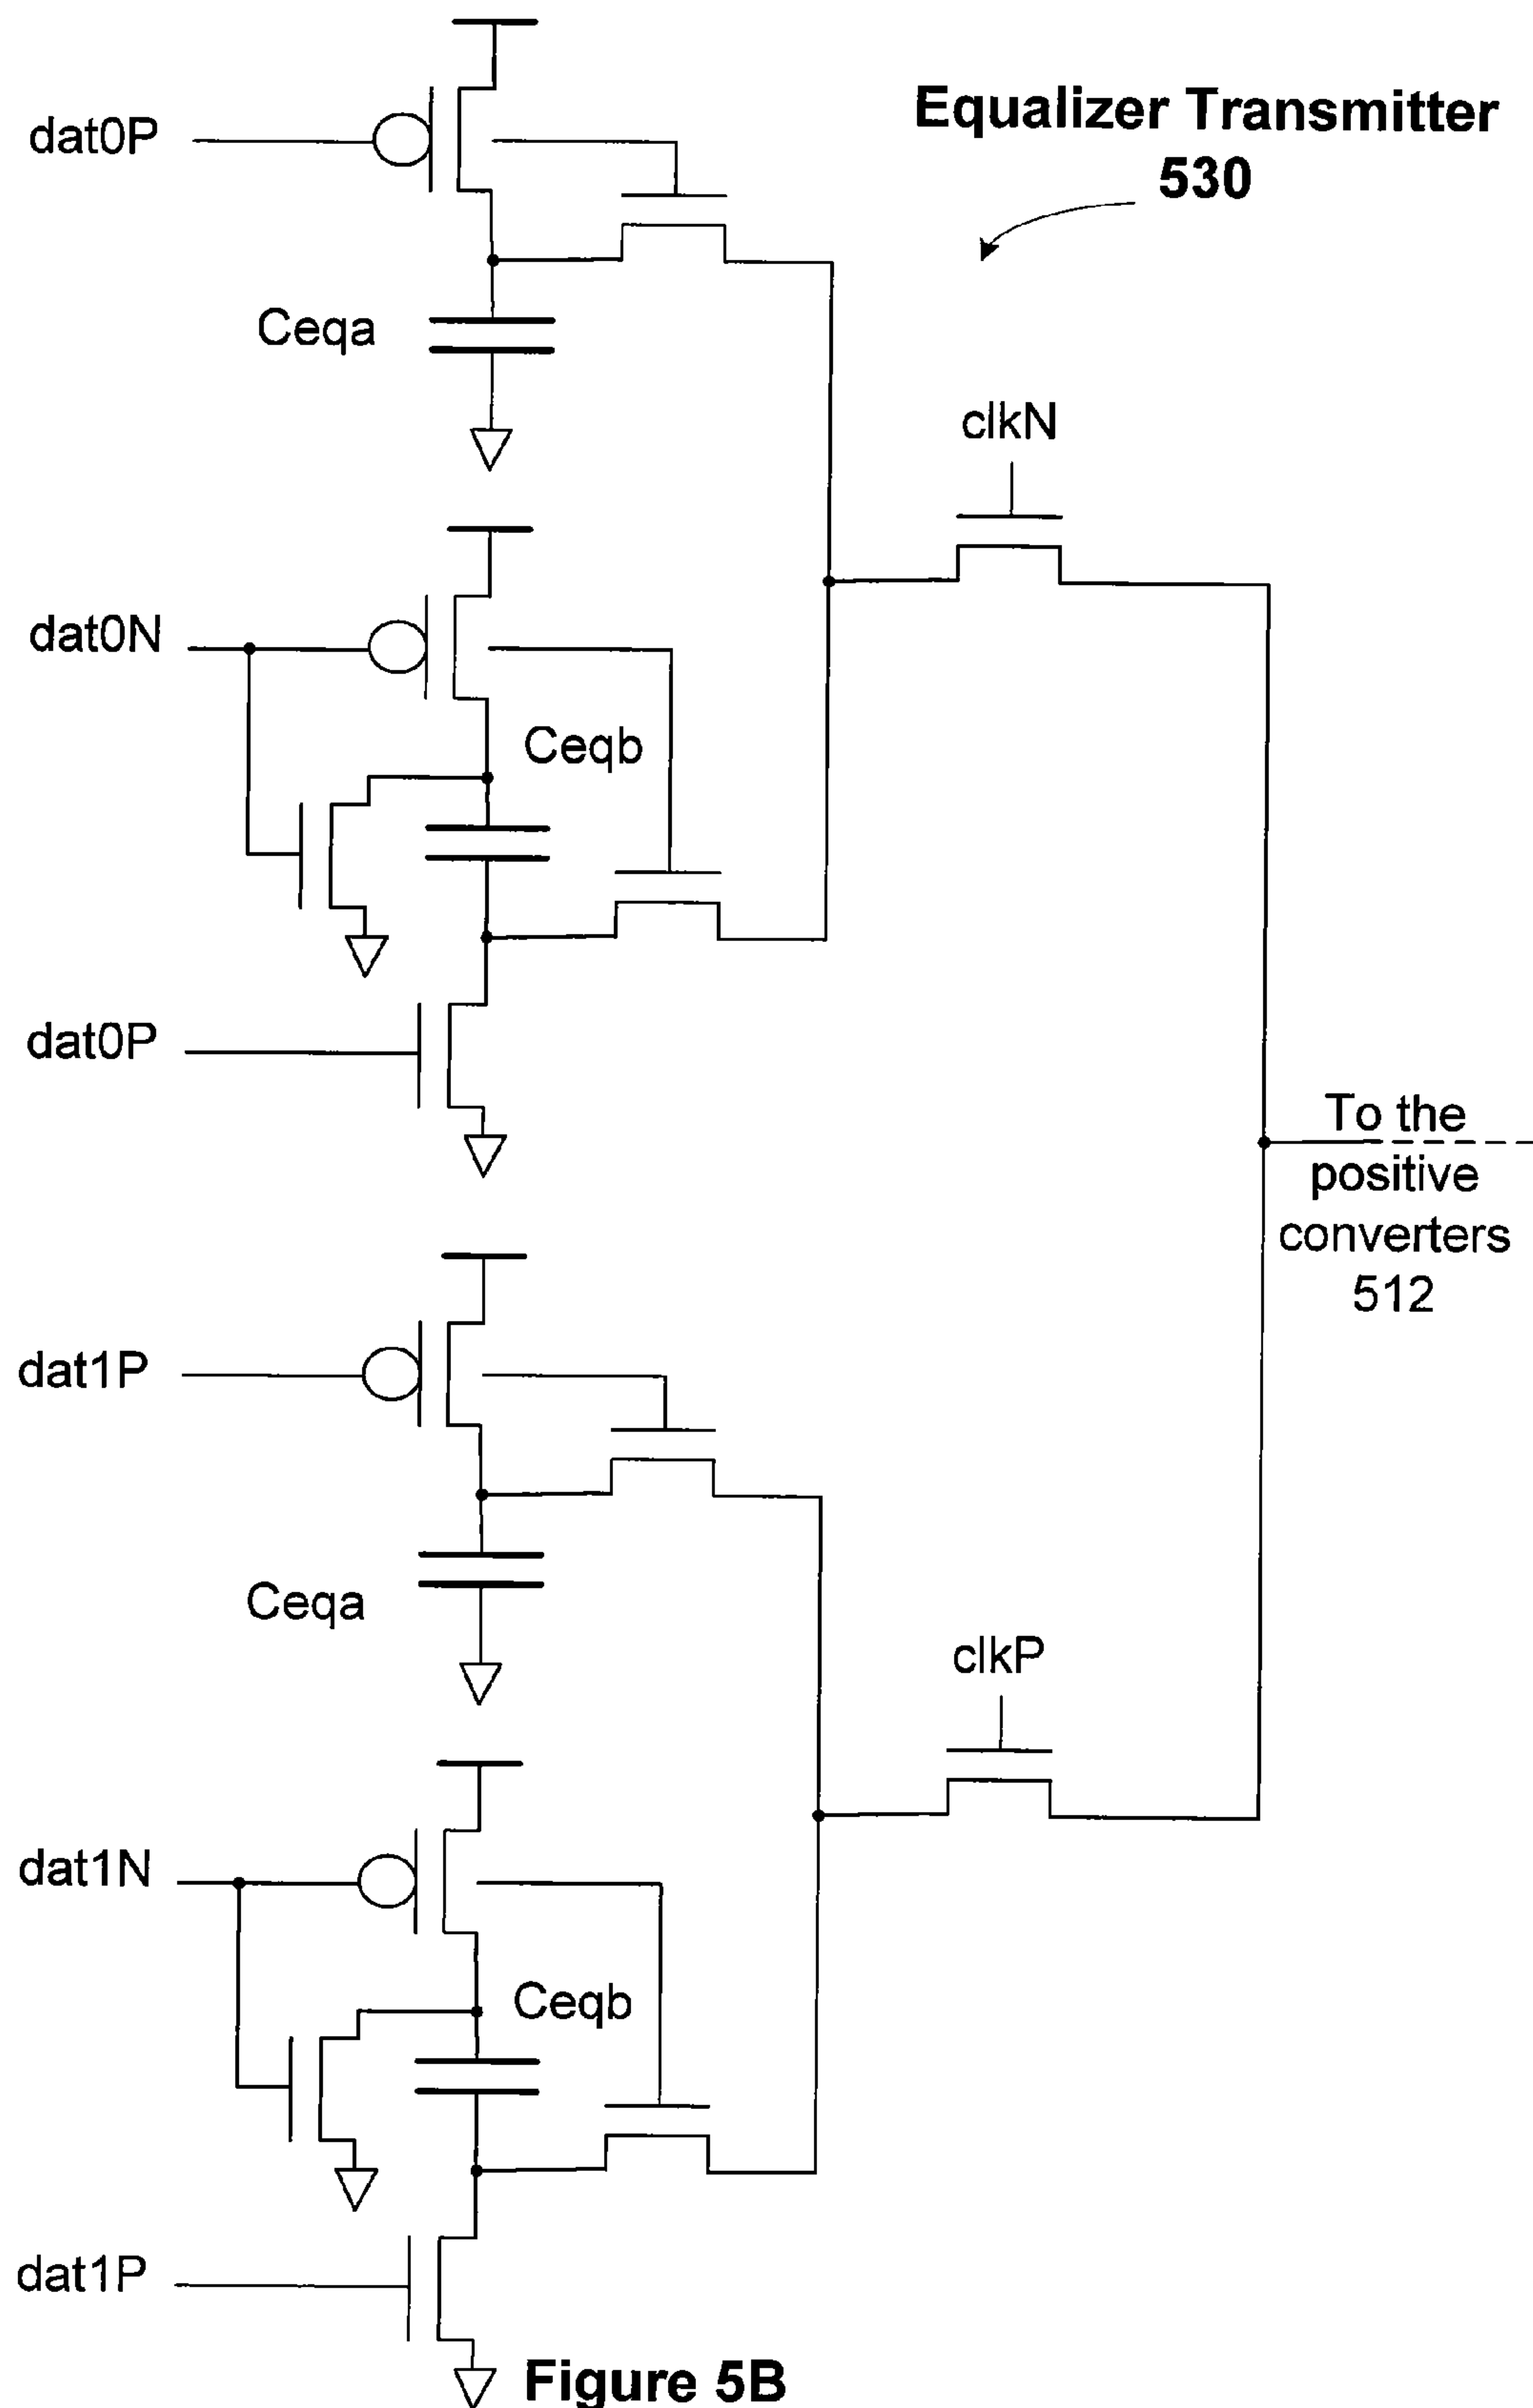 Equalizer Transmitter
530
dat0P
Ceqa
clkN
dat0N
Ceqb
dat0P
To the
positive
converters
512
dat1P
Ceqa
clkP
dat1N
Ceqb
dat1P
Figure 5B